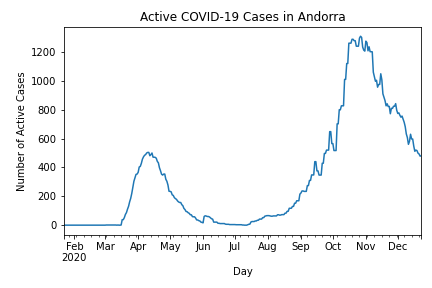 Active COVID-19 Cases in Andorra
Number of Active Cases
1200
1000
800
600
400
200
0
Feb Mar Apr May Jun Jul Aug Sep Oct Nov Dec
2020
Day